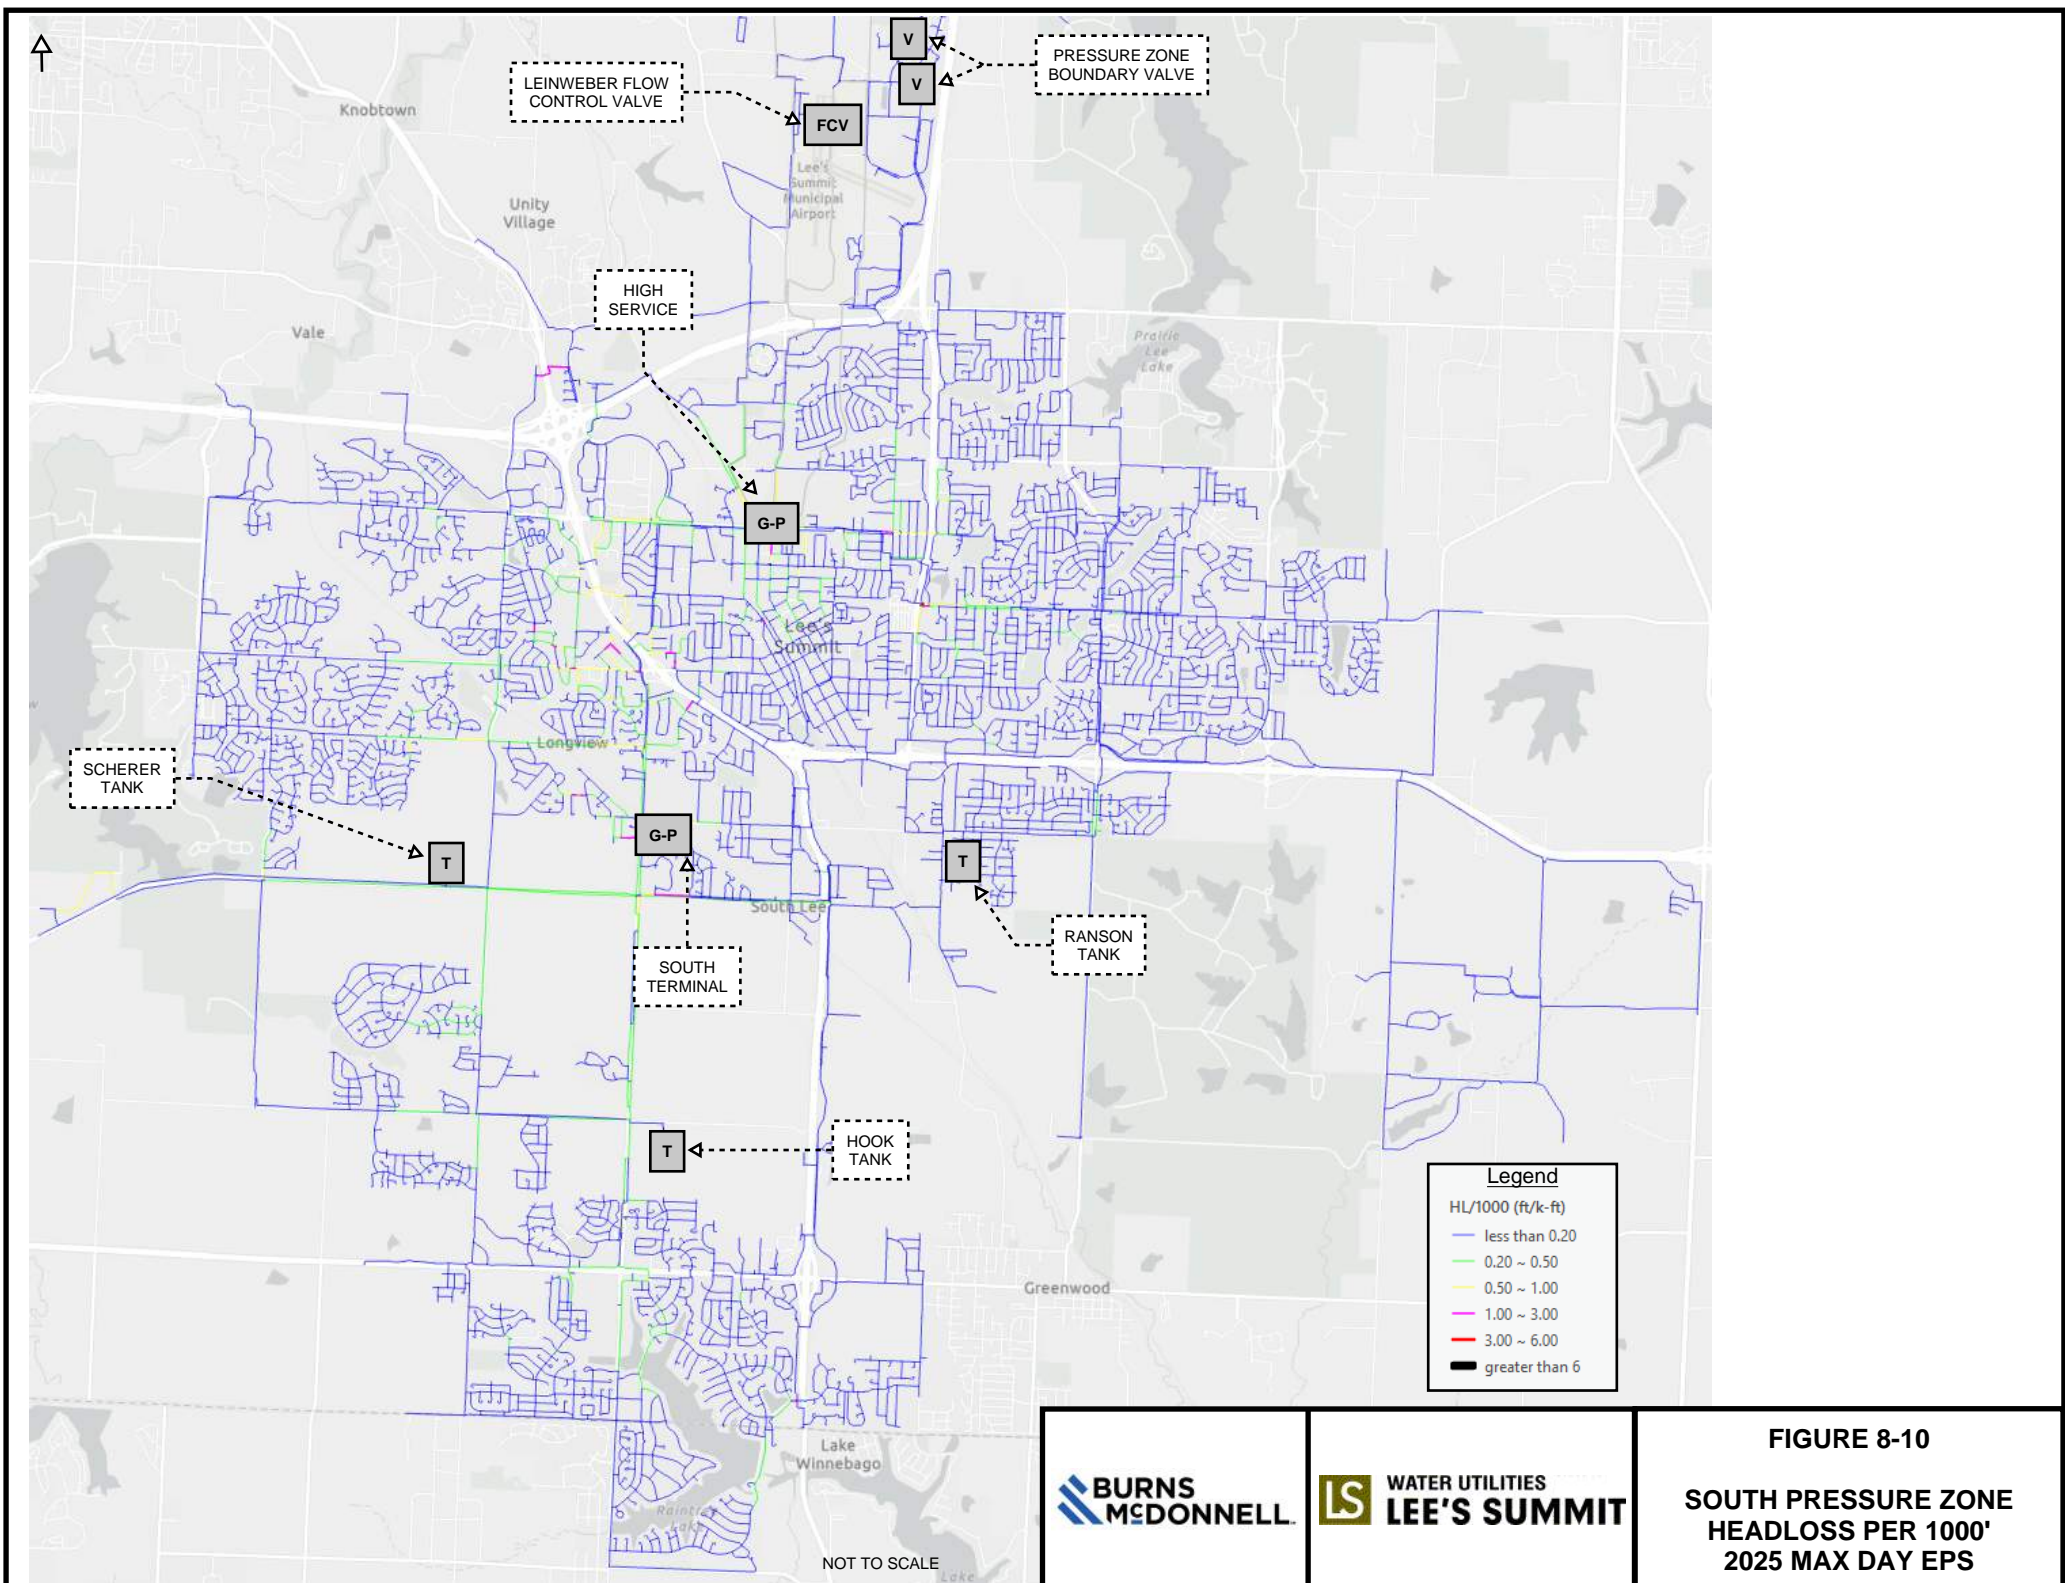 V
PRESSURE ZONE
BOUNDARY VALVE
LEINWEBER FLOW
CONTROL VALVE
V
Knobtown
FCV
Lee's
Summit
Municipal
Airport
Unity
Village
HIGH
SERVICE
Vale
Prairie
Lee
Lake
G-P
Lee's
Summit
Longview
SCHERER
TANK
G-P
T
T
South Lee
RANSON
TANK
SOUTH
TERMINAL
HOOK
TANK
T
Legend
HL/1000 (ft/k-ft)
less than 0.20
0.20 ~ 0.50
0.50 ~ 1.00
1.00 ~ 3.00
3.00 ~ 6.00
greater than 6
Greenwood
Lake
Winnebago
Raintree
Lake
NOT TO SCALE
Lake
BURNS
McDONNELL
LS
WATER UTILITIES
LEE'S SUMMIT
FIGURE 8-10
SOUTH PRESSURE ZONE
HEADLOSS PER 1000'
2025 MAX DAY EPS